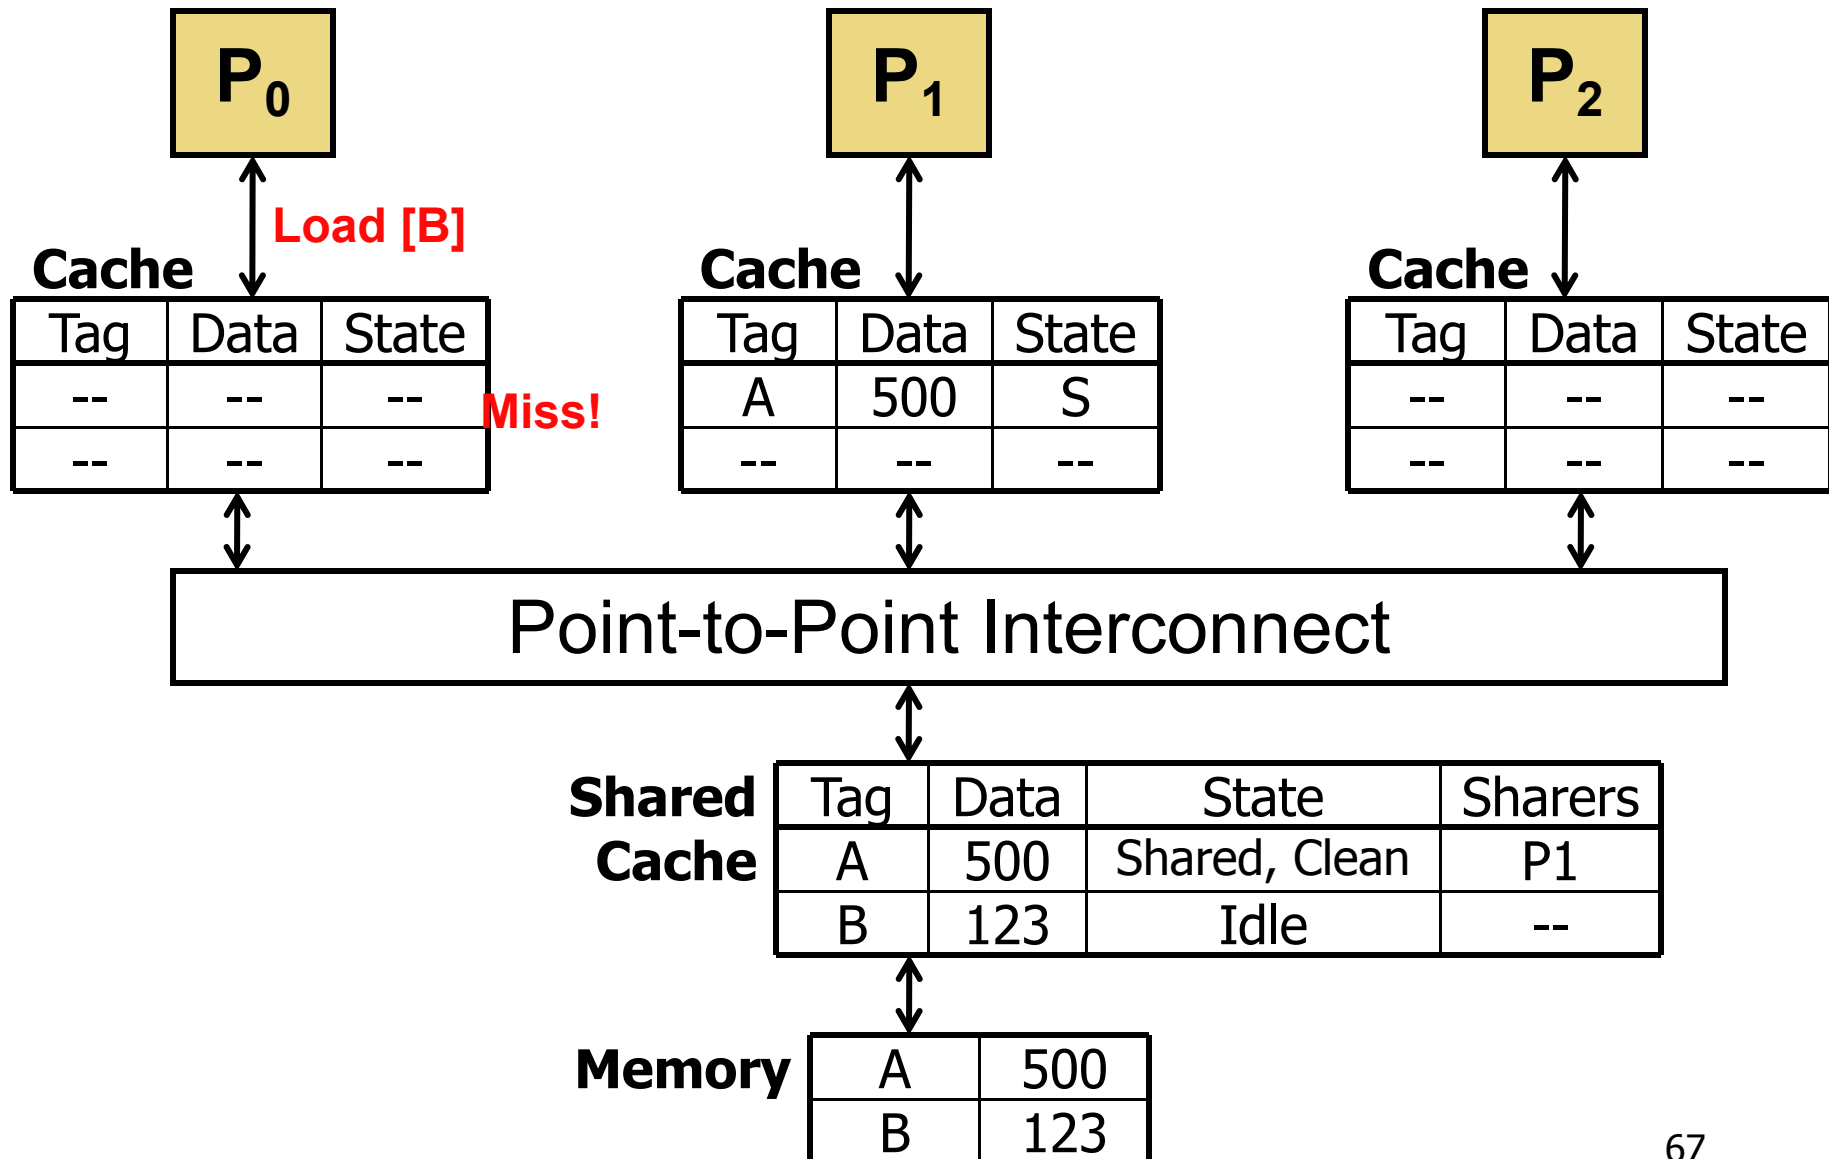 P0 P1 P2
Load [B]
Cache Cache Cache
Tag Data State Tag Data State Tag Data State
-- -- -- Miss! A 500 S -- -- --
-- -- -- -- -- -- -- -- --
Point-to-Point Interconnect
Shared Tag Data State Sharers
Cache A 500 Shared, Clean P1
B 123 Idle --
Memory A 500
B 123
67